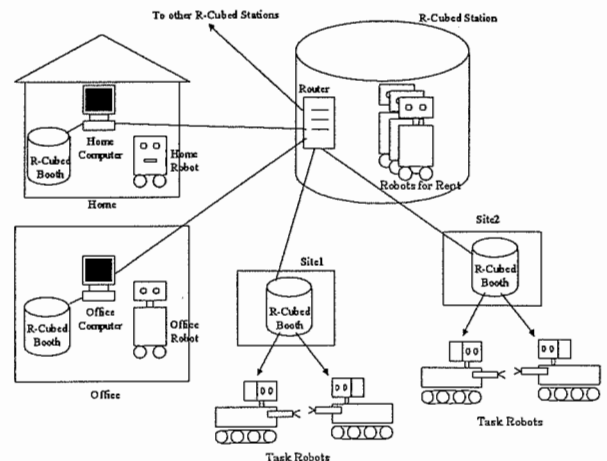 To other R-Cubed Stations
R-Cubed Station
Router
Robots for Rent
Home
Computer
R-Cubed
Booth
Home
Robot
Home
Office
Computer
R-Cubed
Booth
Office
Robot
Office
Site1
R-Cubed
Booth
Task Robots
Site2
R-Cubed
Booth
Task Robots